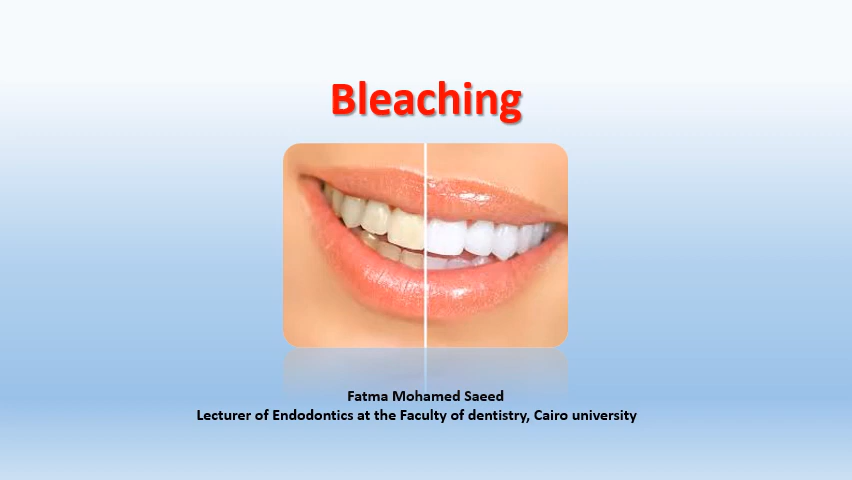 Bleaching
Fatma Mohamed Saeed
Lecturer of Endodontics at the Faculty of dentistry, Cairo university